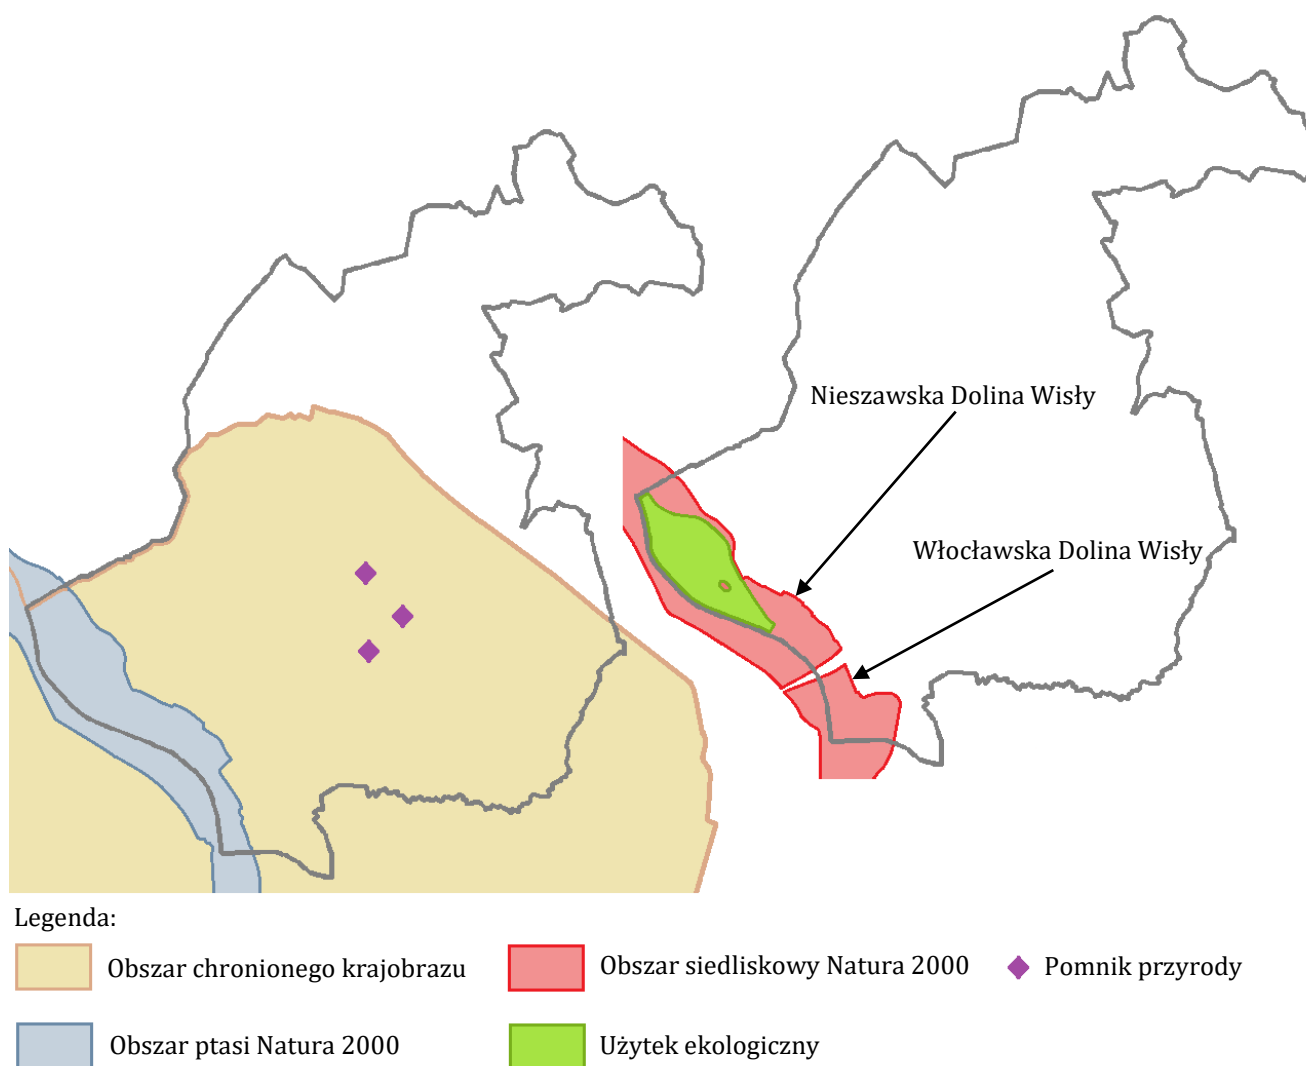 Nieszawska Dolina Wisły
Włocławska Dolina Wisły
Legenda:
Obszar chronionego krajobrazu
Obszar siedliskowy Natura 2000
Pomnik przyrody
Obszar ptasi Natura 2000
Użytek ekologiczny